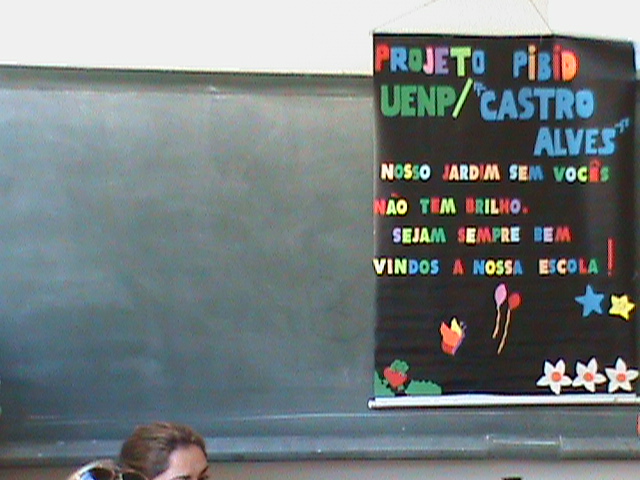 PROJETO PIBID
UENP/"CASTRO
ALVES"
NOSSO JARDIM SEM VOCÊS
NÃO TEM BRILHO.
SEJAM SEMPRE BEM
VINDOS A NOSSA ESCOLA!